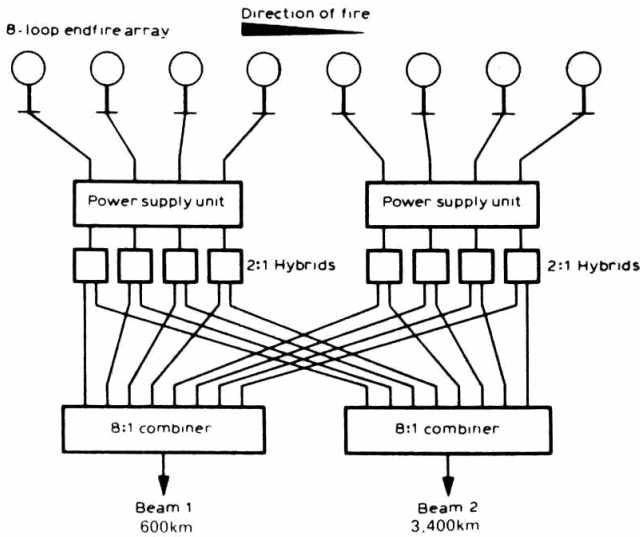 Direction of fire
8-loop endfire array
Power supply unit
Power supply unit
2:1 Hybrids
2:1 Hybrids
8:1 combiner
8:1 combiner
Beam 1
600km
Beam 2
3,400km